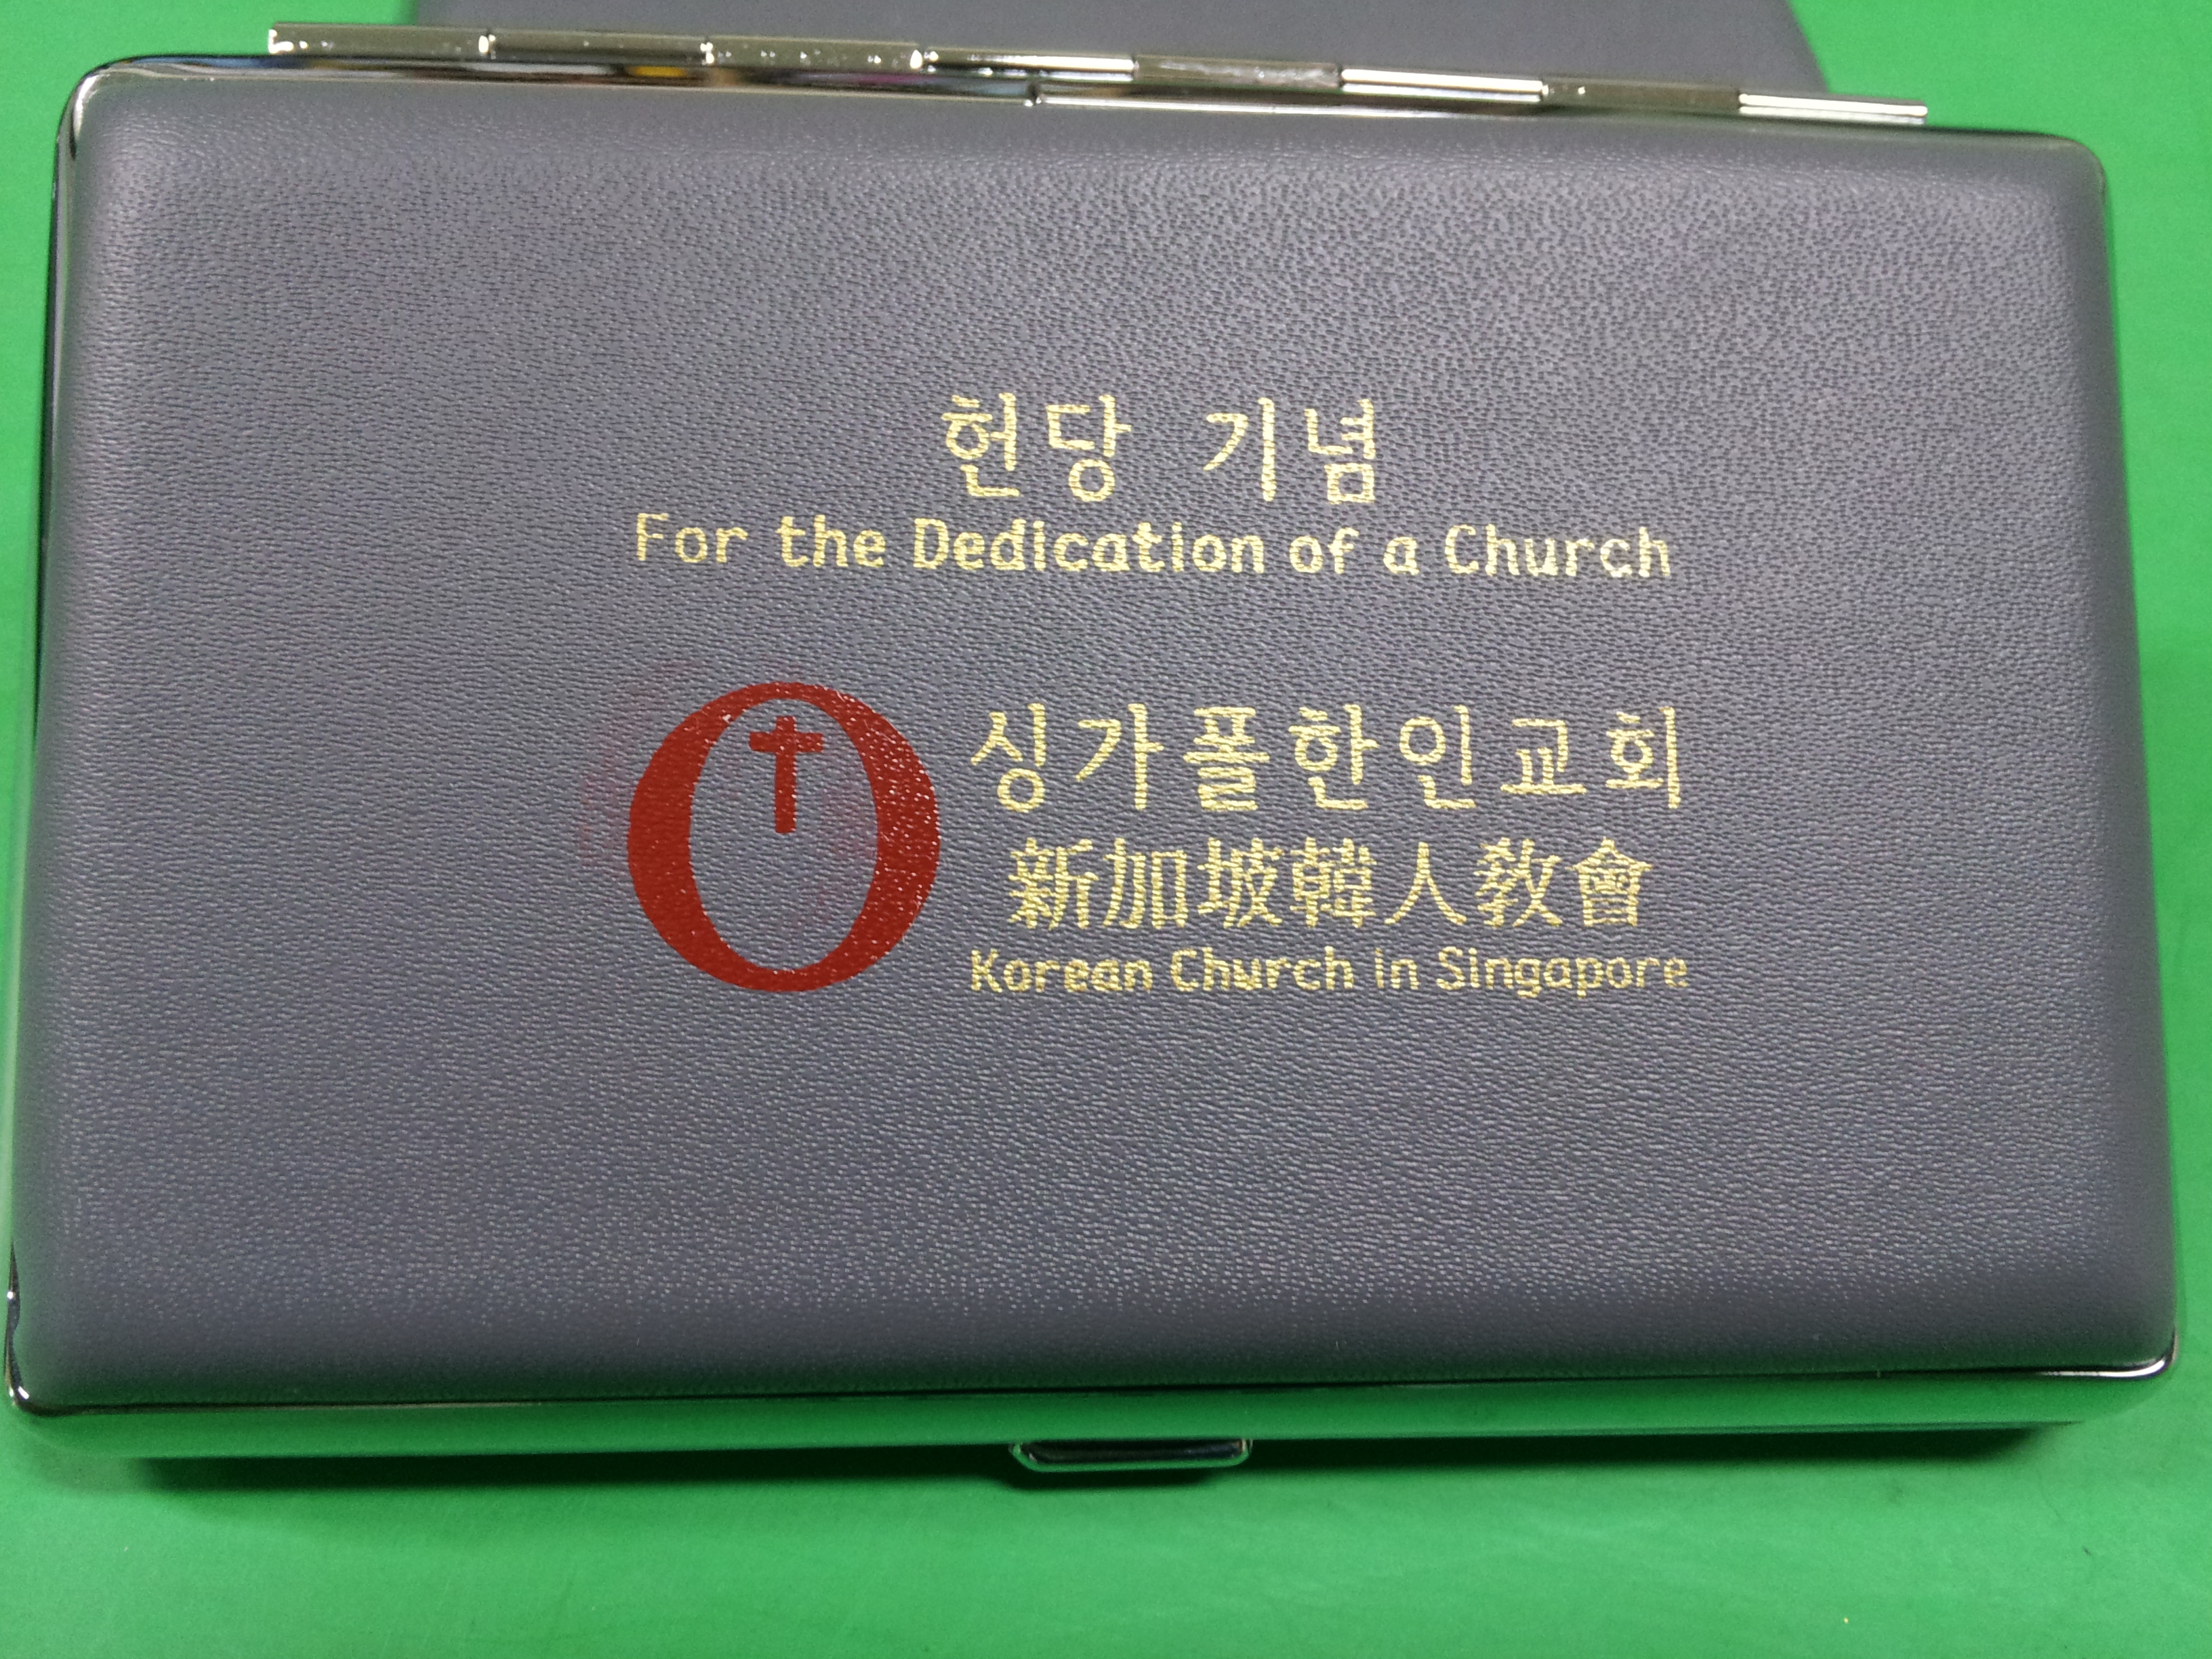 헌당 기념
For the Dedication of a Church
싱가폴한인교회
新加坡韓人敎會
Korean Church in Singapore